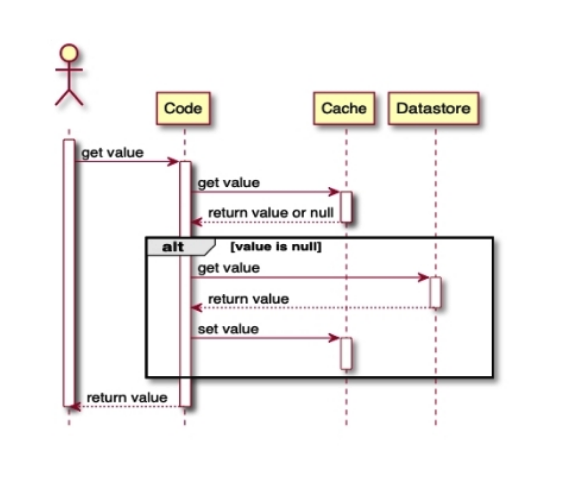 Code
Cache
Datastore
get value
get value
return value or null
alt
[value is null]
get value
return value
set value
return value